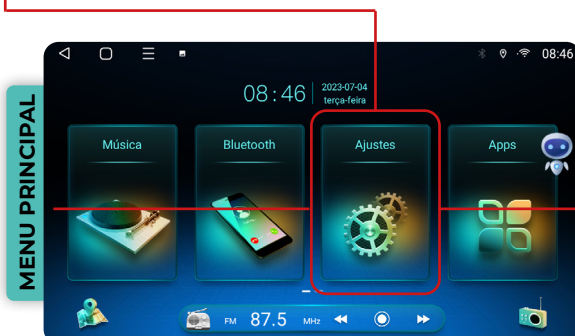 08:46
08:46
2023-07-04
terça-feira
MENU PRINCIPAL
Música
Bluetooth
Ajustes
Apps
FM 87.5 MHz